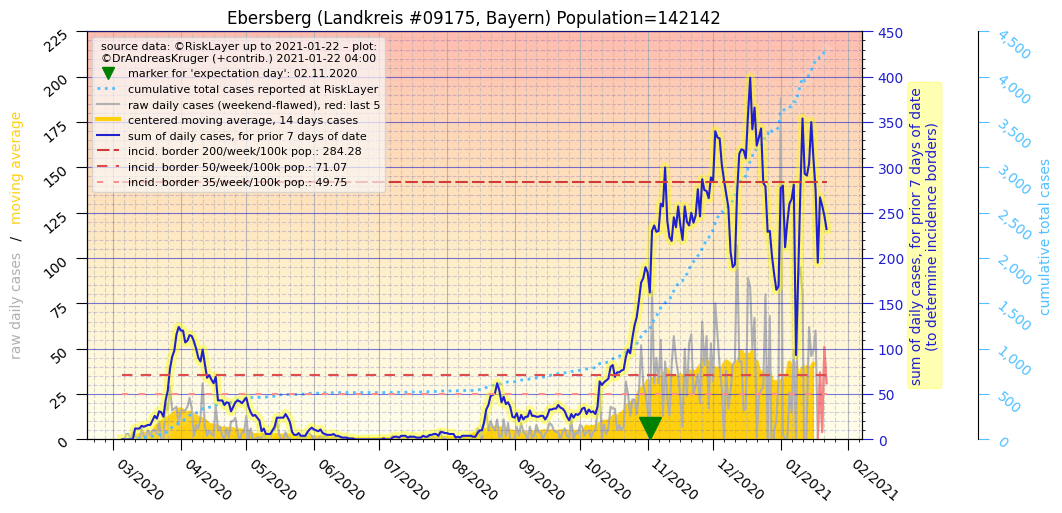 Ebersberg (Landkreis #09175, Bayern) Population=142142
source data: ©RiskLayer up to 2021-01-22 – plot:
©DrAndreasKruger (+contrib.) 2021-01-22 04:00
marker for 'expectation day': 02.11.2020
cumulative total cases reported at RiskLayer
raw daily cases (weekend-flawed), red: last 5
centered moving average, 14 days cases
sum of daily cases, for prior 7 days of date
incid. border 200/week/100k pop.: 284.28
incid. border 50/week/100k pop.: 71.07
incid. border 35/week/100k pop.: 49.75
raw daily cases / moving average
225
200
175
150
125
100
75
50
25
0
03/2020
04/2020
05/2020
06/2020
07/2020
08/2020
09/2020
10/2020
11/2020
12/2020
01/2021
02/2021
450
400
350
300
250
200
150
100
50
0
sum of daily cases, for prior 7 days of date
(to determine incidence borders)
4,500
4,000
3,500
3,000
2,500
2,000
1,500
1,000
500
0
cumulative total cases